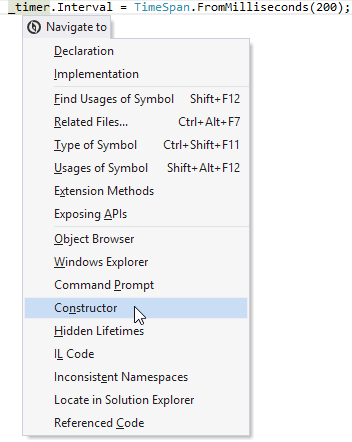 _timer.Interval = TimeSpan.FromMilliseconds(200);
Navigate to
Declaration
Implementation
Find Usages of Symbol Shift+F12
Related Files... Ctrl+Alt+F7
Type of Symbol Ctrl+Shift+F11
Usages of Symbol Shift+Alt+F12
Extension Methods
Exposing APIs
Object Browser
Windows Explorer
Command Prompt
Constructor
Hidden Lifetimes
IL Code
Inconsistent Namespaces
Locate in Solution Explorer
Referenced Code